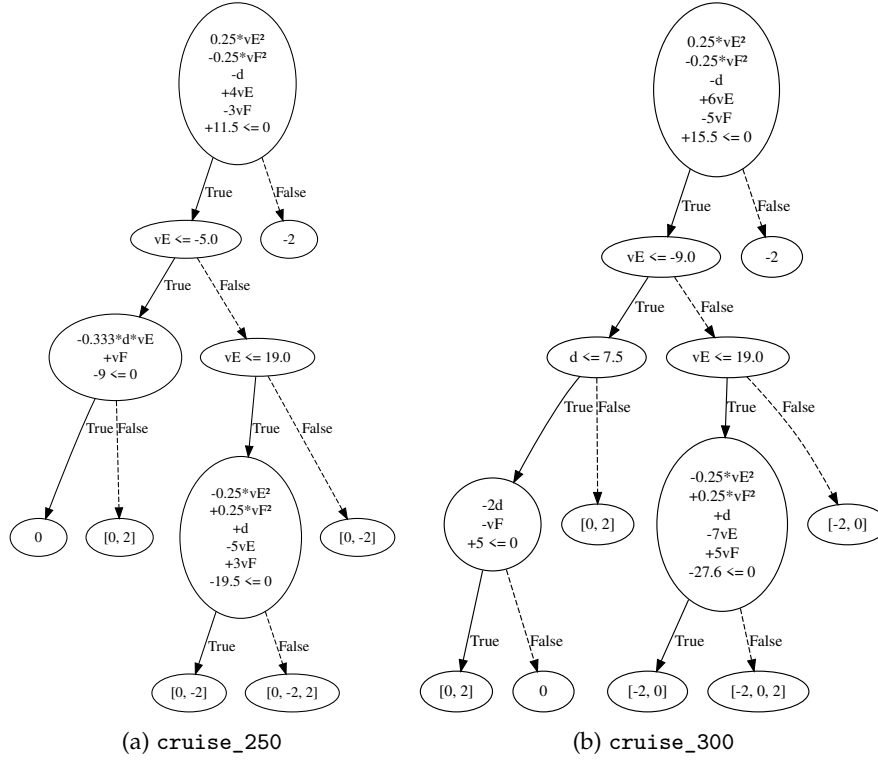 0.25*vE²
-0.25*vF²
-d
+4vE
-3vF
+11.5 <= 0
True
False
vE <= -5.0
-2
True
False
-0.333*d*vE
+vF
-9 <= 0
vE <= 19.0
True
False
True
False
0
[0, 2]
-0.25*vE²
+0.25*vF²
+d
-5vE
+3vF
-19.5 <= 0
[0, -2]
True
False
[0, -2]
[0, -2, 2]
(a) cruise_250
0.25*vE²
-0.25*vF²
-d
+6vE
-5vF
+15.5 <= 0
True
False
vE <= -9.0
-2
True
False
d <= 7.5
vE <= 19.0
True
False
True
False
-2d
-vF
+5 <= 0
[0, 2]
-0.25*vE²
+0.25*vF²
+d
-7vE
+5vF
-27.6 <= 0
[-2, 0]
True
False
True
False
[0, 2]
0
[-2, 0]
[-2, 0, 2]
(b) cruise_300